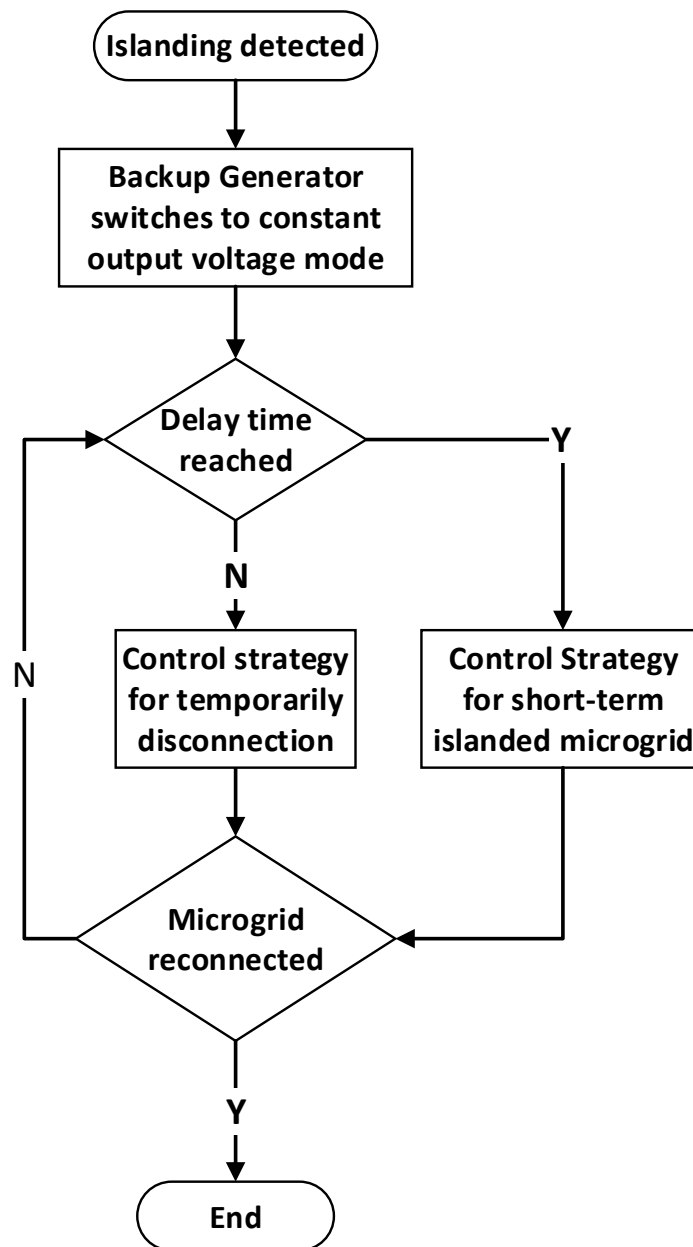 Islanding detected
Backup Generator
switches to constant
output voltage mode
Delay time
reached
Y
N
Control strategy
for temporarily
disconnection
Control Strategy
for short-term
islanded microgrid
N
Microgrid
reconnected
Y
End